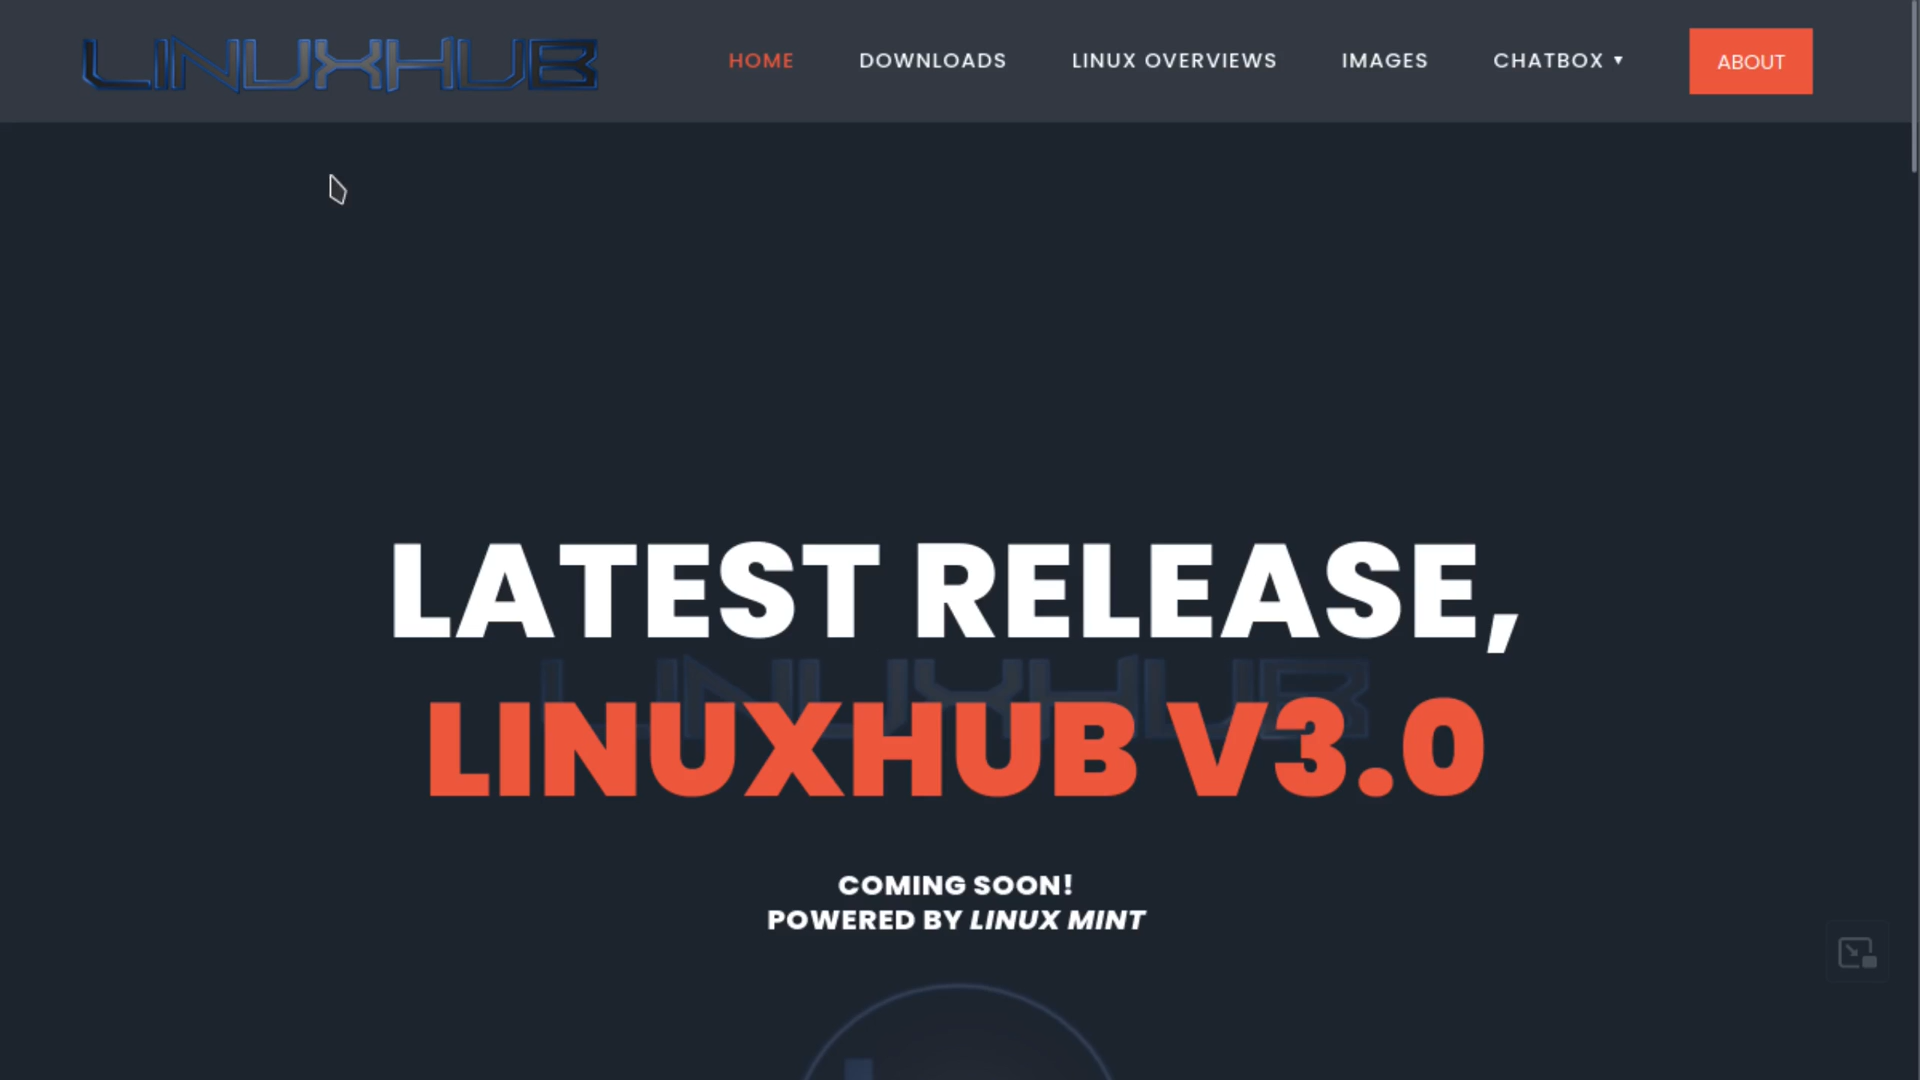 LINUXHUB
HOME DOWNLOADS LINUX OVERVIEWS IMAGES CHATBOX ▾ ABOUT
LATEST RELEASE,
LINUXHUB
LINUXHUB V3.0
COMING SOON!
POWERED BY LINUX MINT